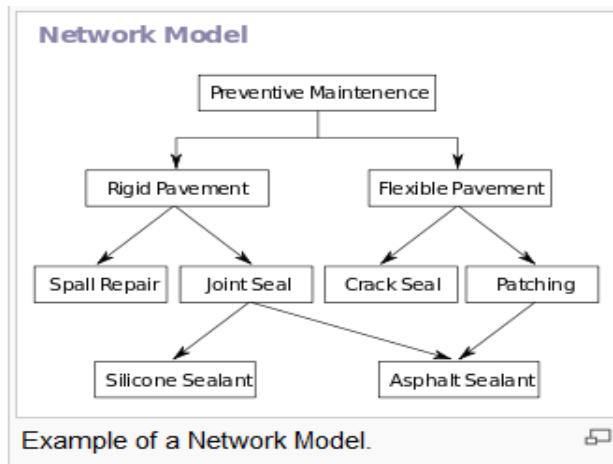 Network Model
Preventive Maintenence
Rigid Pavement
Flexible Pavement
Spall Repair
Joint Seal
Crack Seal
Patching
Silicone Sealant
Asphalt Sealant
Example of a Network Model.